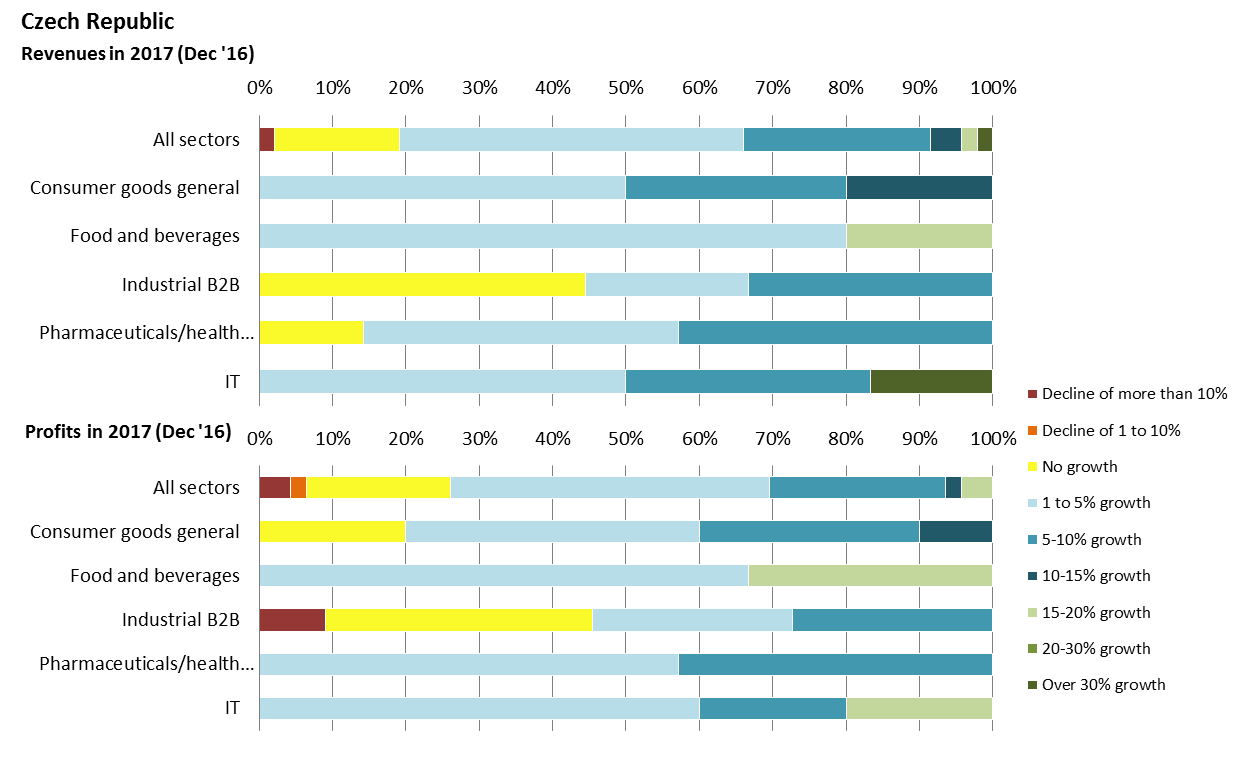 Czech Republic
Revenues in 2017 (Dec '16)
0% 10% 20% 30% 40% 50% 60% 70% 80% 90% 100%
All sectors
Consumer goods general
Food and beverages
Industrial B2B
Pharmaceuticals/health...
IT
Profits in 2017 (Dec '16)
0% 10% 20% 30% 40% 50% 60% 70% 80% 90% 100%
All sectors
Consumer goods general
Food and beverages
Industrial B2B
Pharmaceuticals/health...
IT
Decline of more than 10%
Decline of 1 to 10%
No growth
1 to 5% growth
5-10% growth
10-15% growth
15-20% growth
20-30% growth
Over 30% growth